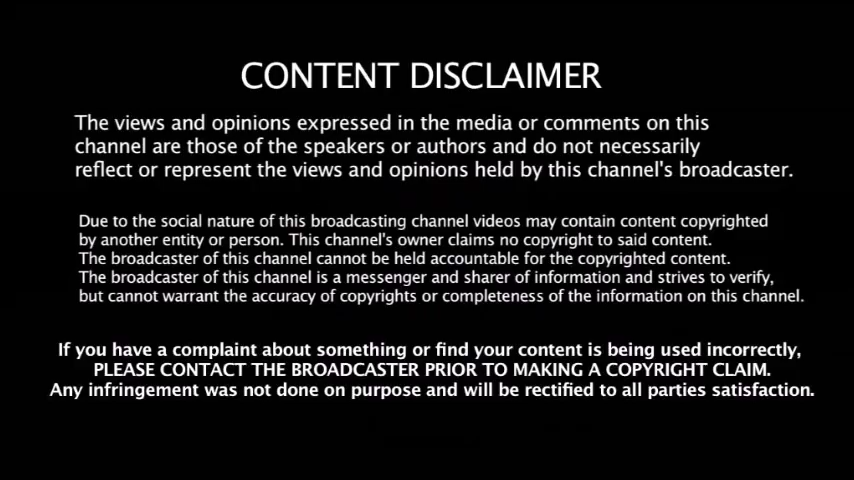 CONTENT DISCLAIMER
The views and opinions expressed in the media or comments on this
channel are those of the speakers or authors and do not necessarily
reflect or represent the views and opinions held by this channel's broadcaster.
Due to the social nature of this broadcasting channel videos may contain content copyrighted
by another entity or person. This channel's owner claims no copyright to said content.
The broadcaster of this channel cannot be held accountable for the copyrighted content.
The broadcaster of this channel is a messenger and sharer of information and strives to verify,
but cannot warrant the accuracy of copyrights or completeness of the information on this channel.
If you have a complaint about something or find your content is being used incorrectly,
PLEASE CONTACT THE BROADCASTER PRIOR TO MAKING A COPYRIGHT CLAIM.
Any infringement was not done on purpose and will be rectified to all parties satisfaction.